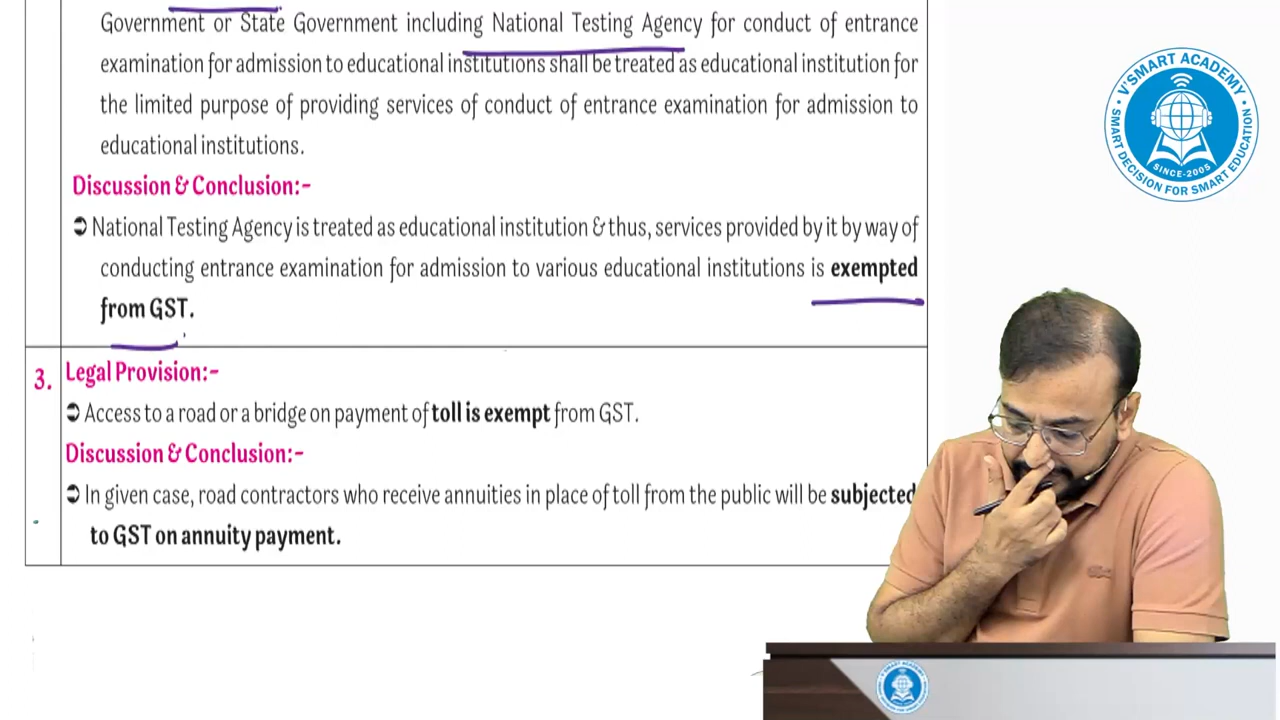 Government or State Government including National Testing Agency for conduct of entrance
examination for admission to educational institutions shall be treated as educational institution for
the limited purpose of providing services of conduct of entrance examination for admission to
educational institutions.
Discussion & Conclusion:-
➲ National Testing Agency is treated as educational institution & thus, services provided by it by way of
conducting entrance examination for admission to various educational institutions is exempted
from GST.
3. Legal Provision:-
➲ Access to a road or a bridge on payment of toll is exempt from GST.
Discussion & Conclusion:-
➲ In given case, road contractors who receive annuities in place of toll from the public will be subjected
to GST on annuity payment.
• V'SMART ACADEMY •
SMART DECISION FOR SMART EDUCATION
SINCE-2005